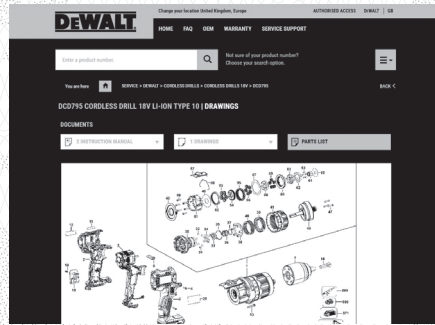 DEWALT
Change your location United Kingdom, Europe
AUTHORISED ACCESS DeWALT GB
HOME FAQ OEM WARRANTY SERVICE SUPPORT
Enter a product number.
Not sure of your product number?
Choose your search option.
You are here
SERVICE > DEWALT > CORDLESS DRILLS > CORDLESS DRILLS 18V > DCD795
BACK <
DCD795 CORDLESS DRILL 18V LI-ION TYPE 10 | DRAWINGS
DOCUMENTS
2 INSTRUCTION MANUAL
1 DRAWINGS
PARTS LIST